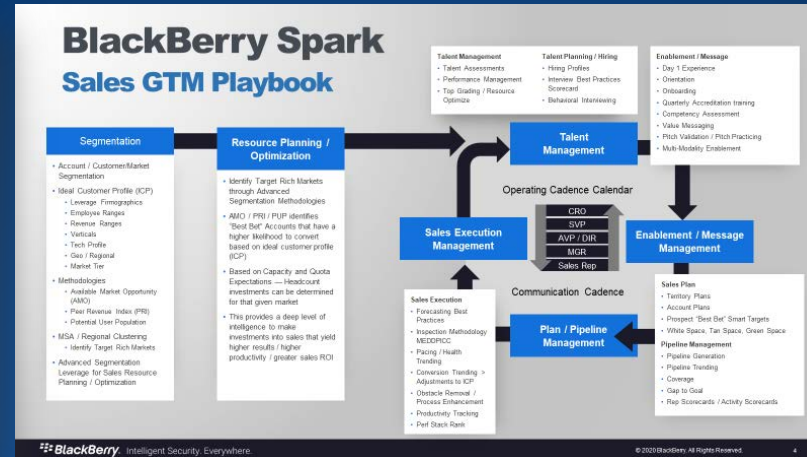 BlackBerry Spark
Sales GTM Playbook
Segmentation
• Account / Customer/Market
Segmentation
• Ideal Customer Profile (ICP)
• Leverage Firmographics
• Employee Ranges
• Revenue Ranges
• Verticals
• Tech Profile
• Geo / Regional
• Market Tier
• Methodologies
• Available Market Opportunity
(AMO)
• Peer Revenue Index (PRI)
• Potential User Population
• MSA / Regional Clustering
• Identify Target Rich Markets
• Advanced Segmentation
Leverage for Sales Resource
Planning / Optimization
Resource Planning /
Optimization
• Identify Target Rich Markets
through Advanced
Segmentation Methodologies
• AMO / PRI / PUP identifies
"Best Bet" Accounts that have a
higher likelihood to convert
based on ideal customer profile
(ICP)
• Based on Capacity and Quota
Expectations — Headcount
investments can be determined
for that given market
• This provides a deep level of
intelligence to make
investments into sales that yield
higher results / higher
productivity / greater sales ROI
Talent Management
• Talent Assessments
• Performance Management
• Top Grading / Resource
Optimize
Talent Planning / Hiring
• Hiring Profiles
• Interview Best Practices
Scorecard
• Behavioral Interviewing
Enablement / Message
• Day 1 Experience
• Orientation
• Onboarding
• Quarterly Accreditation training
• Competency Assessment
• Value Messaging
• Pitch Validation / Pitch Practicing
• Multi-Modality Enablement
Talent
Management
Operating Cadence Calendar
CRO
SVP
AVP / DIR
MGR
Sales Rep
Communication Cadence
Sales Execution
Management
Enablement / Message
Management
Plan / Pipeline
Management
Sales Execution
• Forecasting Best
Practices
• Inspection Methodology
MEDDPICC
• Pacing / Health
Trending
• Conversion Trending >
Adjustments to ICP
• Obstacle Removal /
Process Enhancement
• Productivity Tracking
• Perf Stack Rank
Sales Plan
• Territory Plans
• Account Plans
• Prospect "Best Bet" Smart Targets
• White Space, Tan Space, Green Space
Pipeline Management
• Pipeline Generation
• Pipeline Trending
• Coverage
• Gap to Goal
• Rep Scorecards / Activity Scorecards
BlackBerry. Intelligent Security. Everywhere.
© 2020 BlackBerry. All Rights Reserved.
4